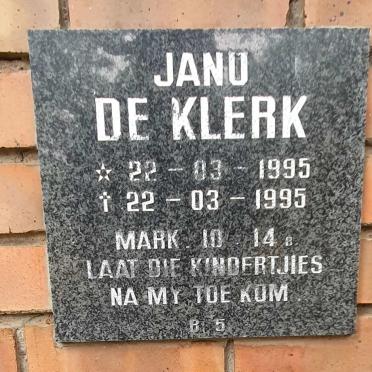 JANO
DE KLERK
☆ 22 - 03 - 1995
† 22 - 03 - 1995
MARK. 10. 14 B
LAAT DIE KINDERTJIES
NA MY TOE KOM.
B 5